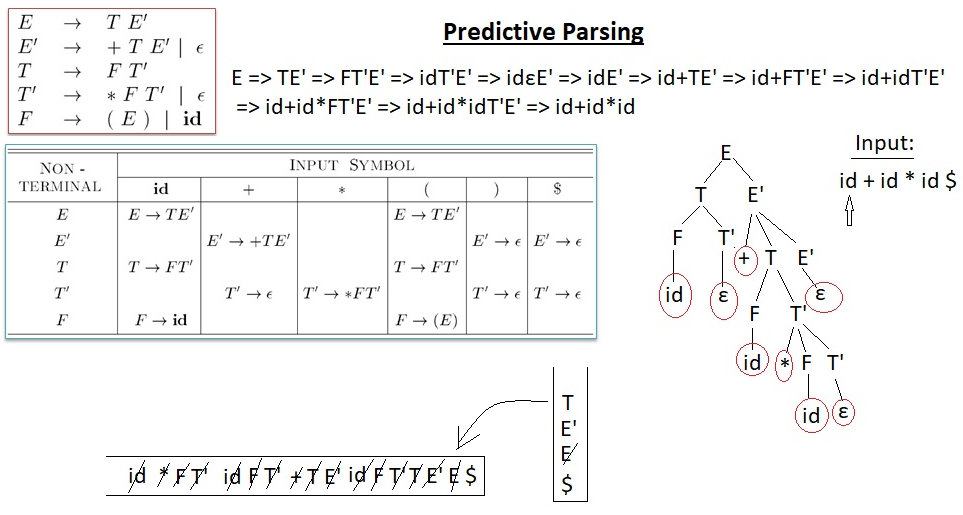 E → T E'
E' → + T E' | ϵ
T → F T'
T' → * F T' | ϵ
F → ( E ) | id
Predictive Parsing
E => TE' => FT'E' => idT'E' => idεE' => idE' => id+TE' => id+FT'E' => id+idT'E'
=> id+id*FT'E' => id+id*idT'E' => id+id*id
NON - TERMINAL
INPUT SYMBOL
id + * ( ) $
E E → TE' E → TE'
E' E' → +TE' E' → ϵ E' → ϵ
T T → FT' T → FT'
T' T' → ϵ T' → *FT' T' → ϵ T' → ϵ
F F → id F → (E)
Input:
id + id * id $
E
T E'
F T' + T E'
id ε F T' ε
id * F T'
id ε
T
E'
E
$
id * F T' id F T' + T E' id F T' T E' E $